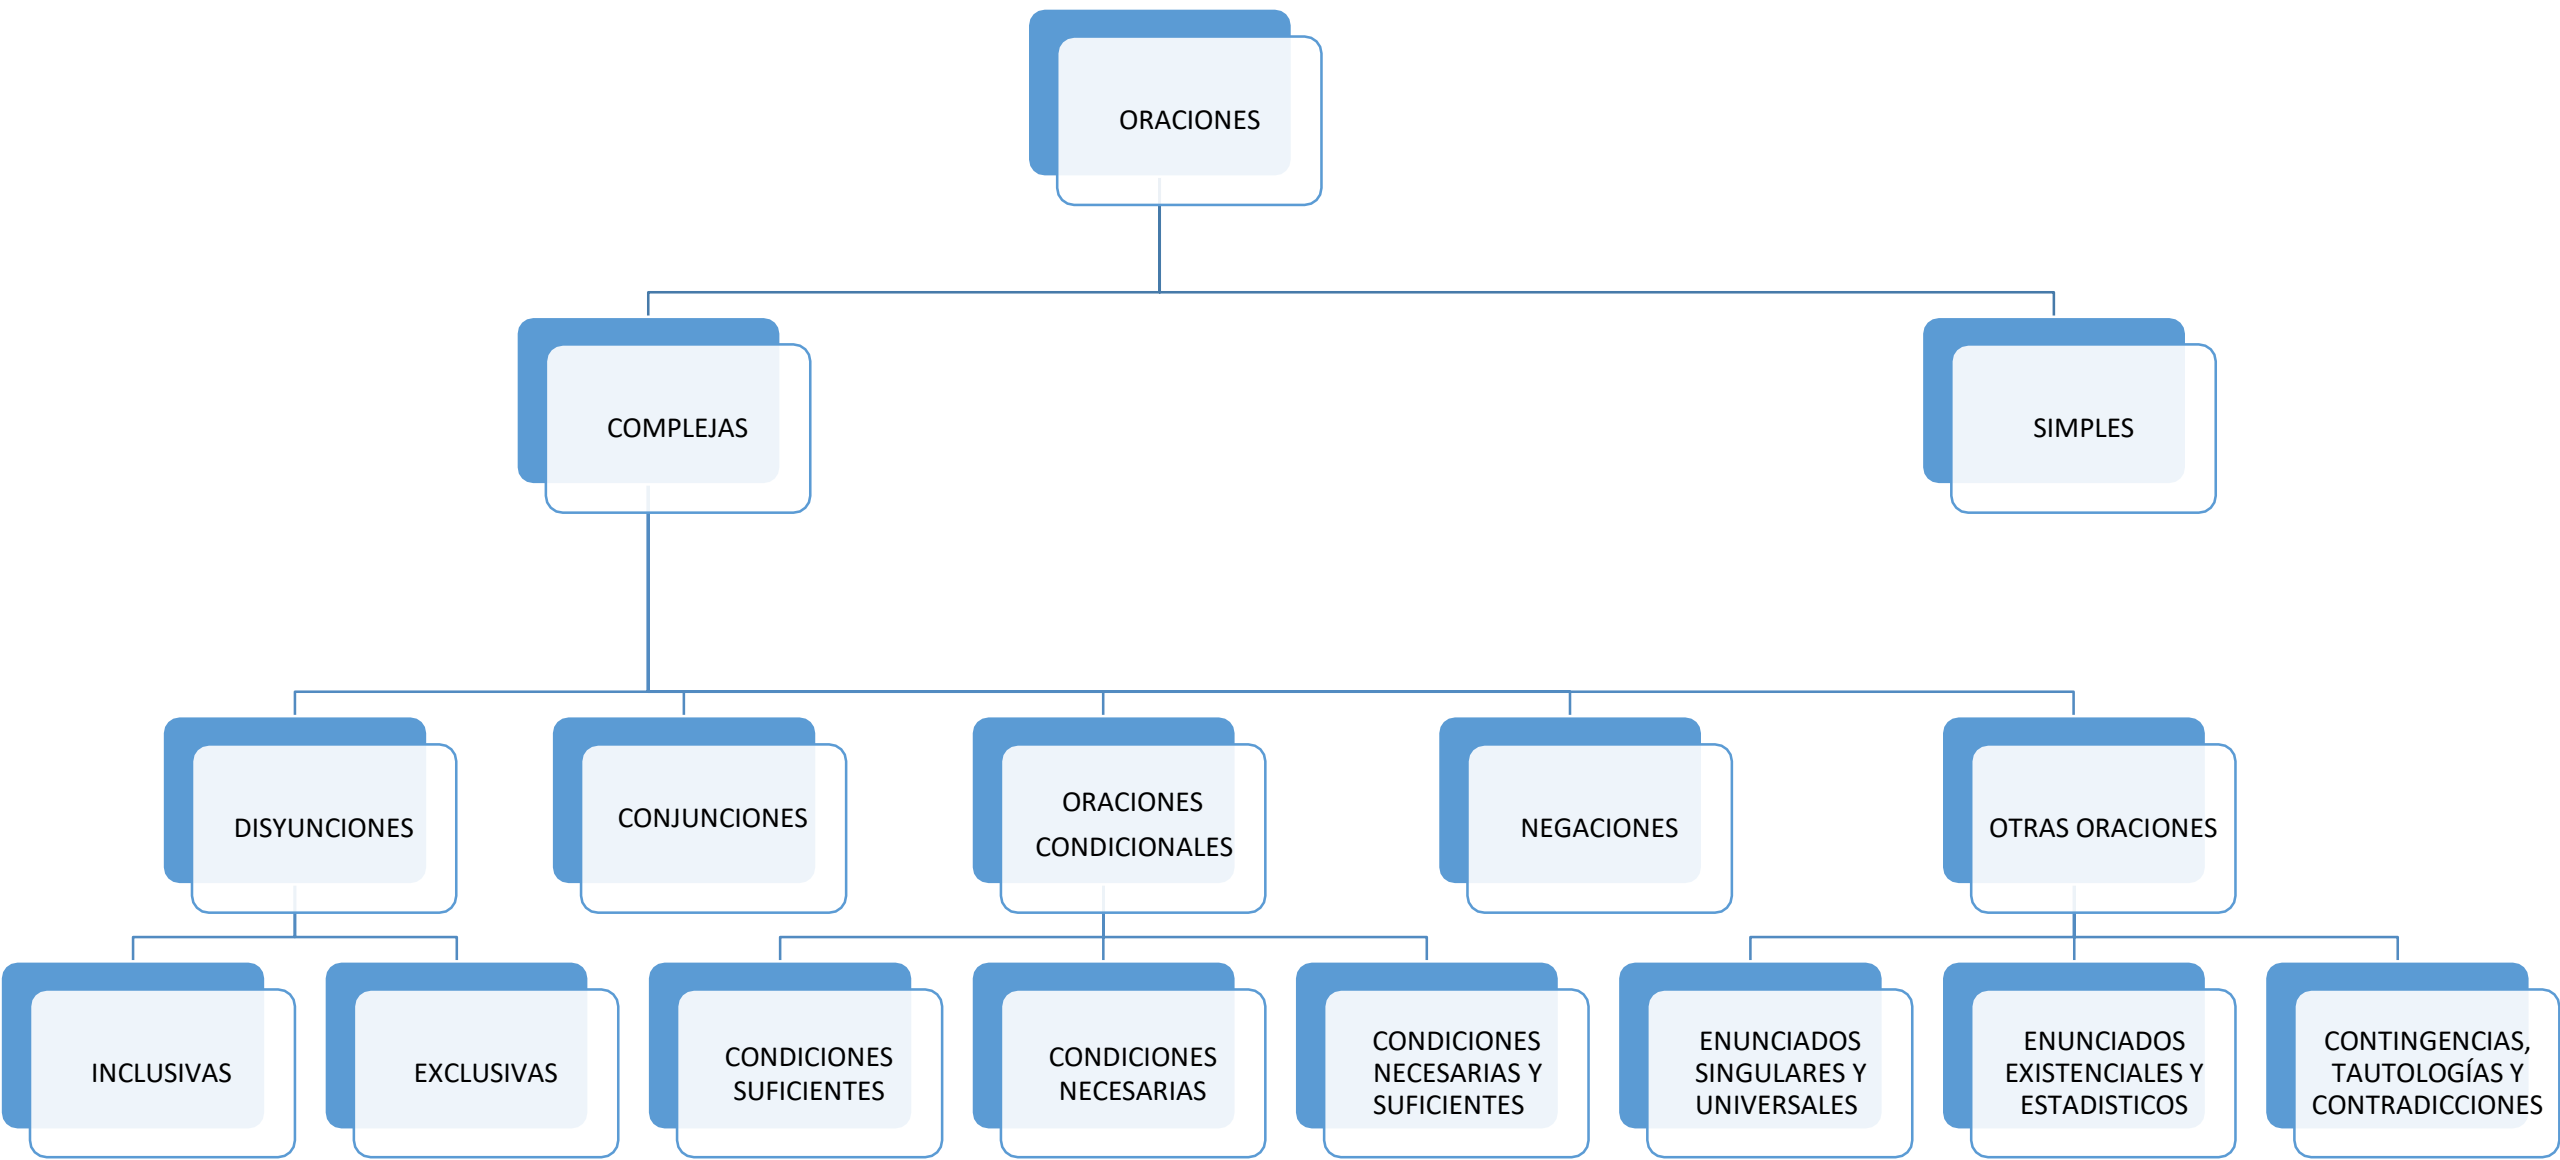 ORACIONES
COMPLEJAS
SIMPLES
DISYUNCIONES
CONJUNCIONES
ORACIONES
CONDICIONALES
NEGACIONES
OTRAS ORACIONES
INCLUSIVAS
EXCLUSIVAS
CONDICIONES
SUFICIENTES
CONDICIONES
NECESARIAS
CONDICIONES
NECESARIAS Y
SUFICIENTES
ENUNCIADOS
SINGULARES Y
UNIVERSALES
ENUNCIADOS
EXISTENCIALES Y
ESTADISTICOS
CONTINGENCIAS,
TAUTOLOGÍAS Y
CONTRADICCIONES